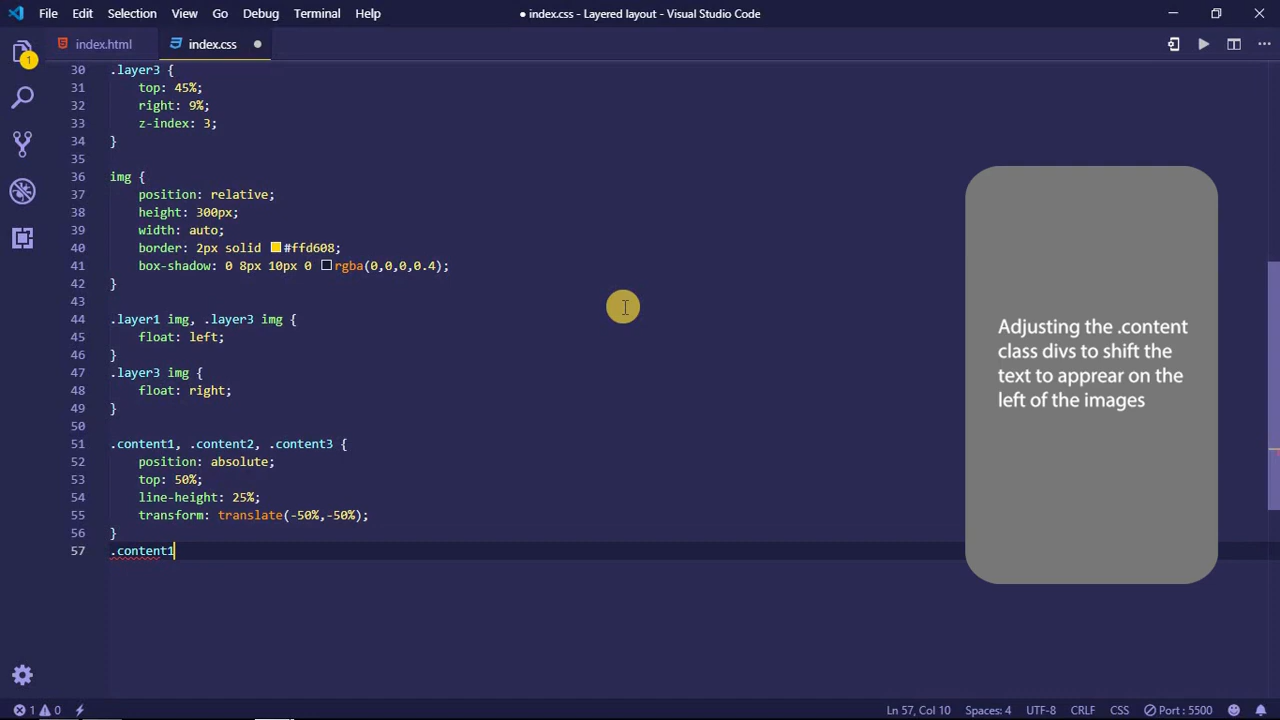 File Edit Selection View Go Debug Terminal Help
● index.css - Layered layout - Visual Studio Code
index.html
index.css ●
1
30 .layer3 {
31 top: 45%;
32 right: 9%;
33 z-index: 3;
34 }
35
36 img {
37 position: relative;
38 height: 300px;
39 width: auto;
40 border: 2px solid #ffd608;
41 box-shadow: 0 8px 10px 0 rgba(0,0,0,0.4);
42 }
43
44 .layer1 img, .layer3 img {
45 float: left;
46 }
47 .layer3 img {
48 float: right;
49 }
50
51 .content1, .content2, .content3 {
52 position: absolute;
53 top: 50%;
54 line-height: 25%;
55 transform: translate(-50%,-50%);
56 }
57 .content1
Adjusting the .content
class divs to shift the
text to apprear on the
left of the images
1 0
Ln 57, Col 10 Spaces: 4 UTF-8 CRLF CSS Port : 5500